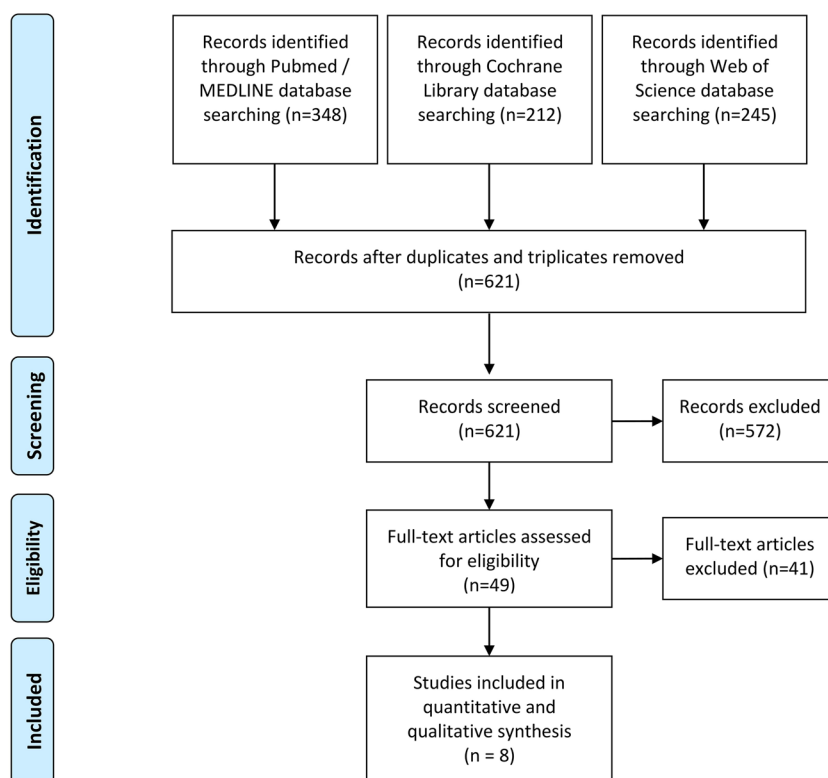 Identification
Records identified
through Pubmed /
MEDLINE database
searching (n=348)
Records identified
through Cochrane
Library database
searching (n=212)
Records identified
through Web of
Science database
searching (n=245)
Records after duplicates and triplicates removed
(n=621)
Screening
Records screened
(n=621)
Records excluded
(n=572)
Eligibility
Full-text articles assessed
for eligibility
(n=49)
Full-text articles
excluded (n=41)
Included
Studies included in
quantitative and
qualitative synthesis
(n = 8)